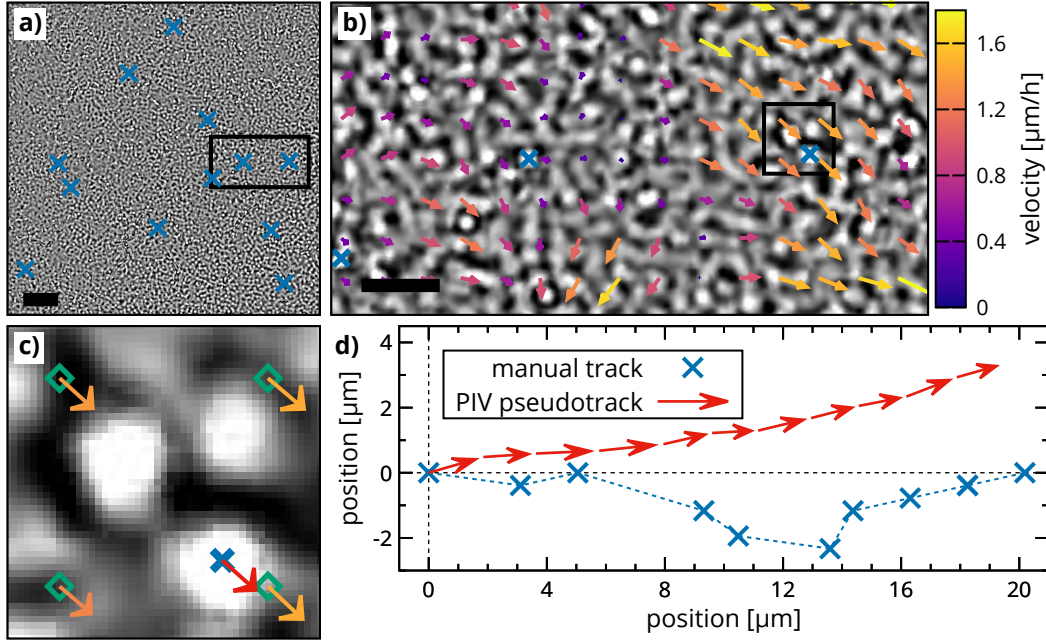 a)
b)
1.6
1.2
0.8
0.4
0
velocity [µm/h]
c)
d)
manual track
PIV pseudotrack
4
2
0
-2
position [µm]
0
4
8
12
16
20
position [µm]